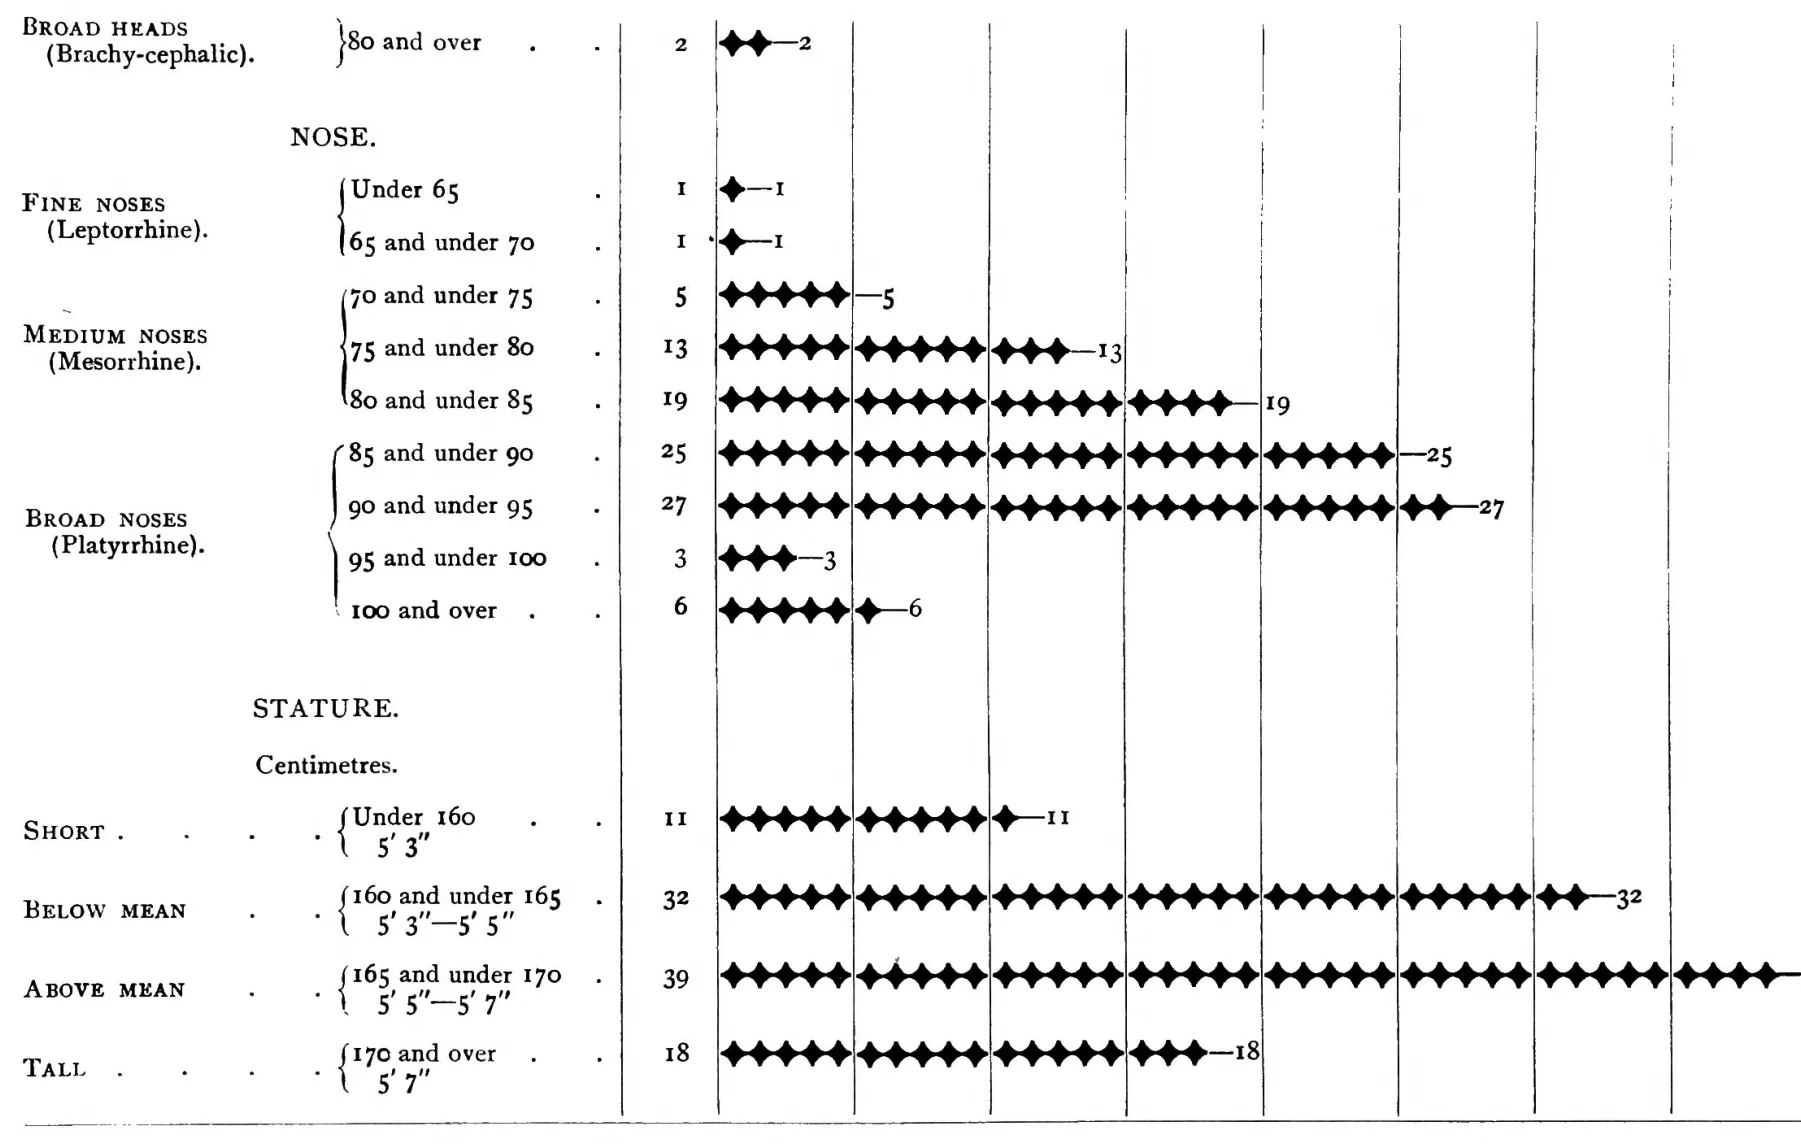 BROAD HEADS
(Brachy-cephalic).
80 and over . . 2 2
NOSE.
FINE NOSES
(Leptorrhine).
Under 65 . 1 1
65 and under 70 . 1 1
MEDIUM NOSES
(Mesorrhine).
70 and under 75 . 5 5
75 and under 80 . 13 13
80 and under 85 . 19 19
BROAD NOSES
(Platyrrhine).
85 and under 90 . 25 25
90 and under 95 . 27 27
95 and under 100 . 3 3
100 and over . . 6 6
STATURE.
Centimetres.
SHORT . . . . Under 160 . . 11 11
5′ 3″
BELOW MEAN . . 160 and under 165 . 32 32
5′ 3″—5′ 5″
ABOVE MEAN . . 165 and under 170 . 39
5′ 5″—5′ 7″
TALL . . . . 170 and over . . 18 18
5′ 7″